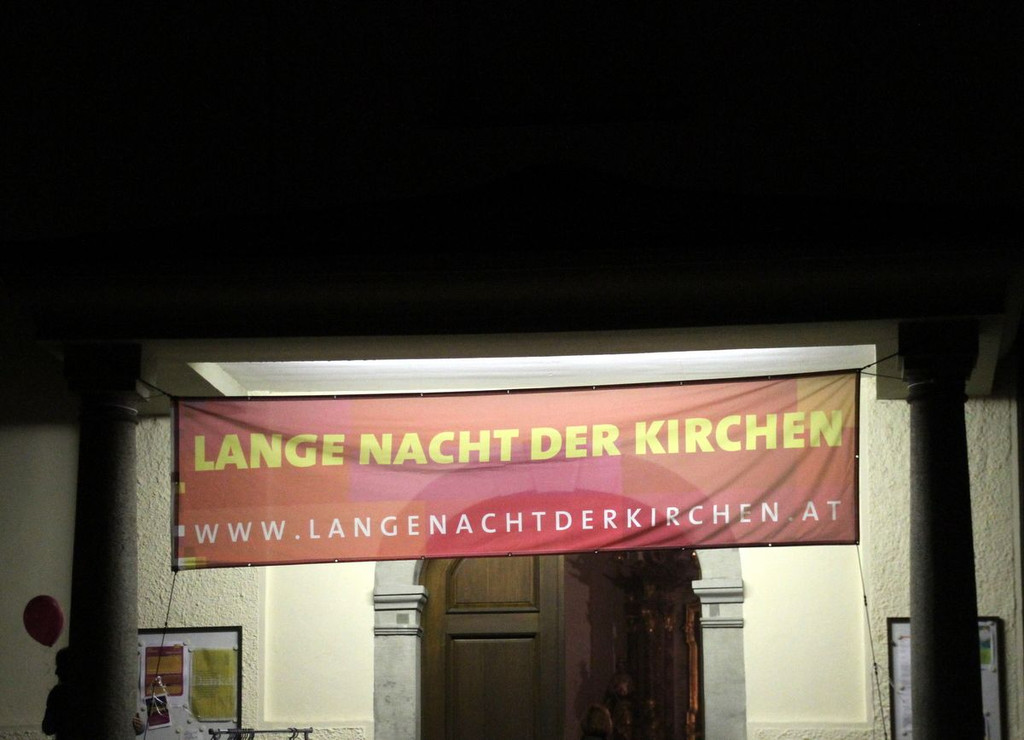 LANGE NACHT DER KIRCHEN
WWW.LANGENACHTDERKIRCHEN.AT